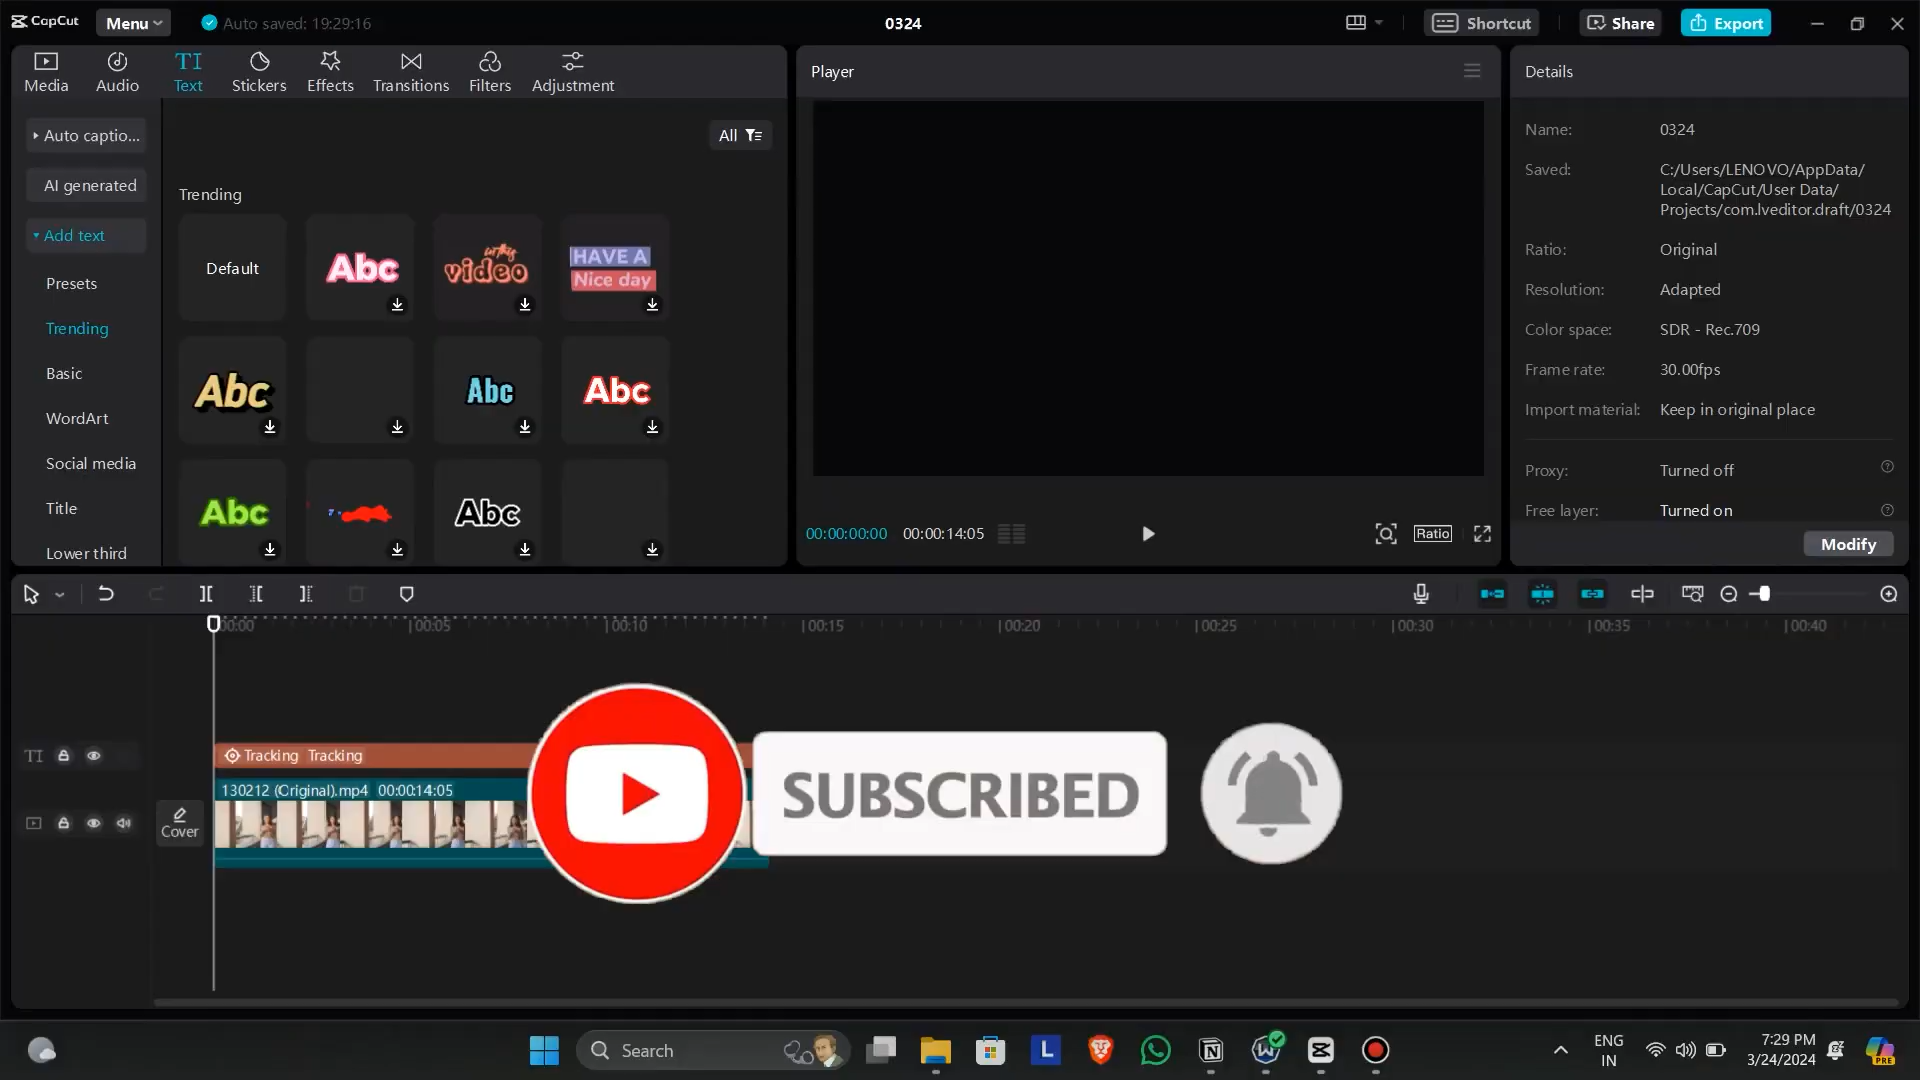 CapCut
Menu
Auto saved: 19:29:16
0324
Shortcut
Share
Export
Media
Audio
TI
Text
Stickers
Effects
Transitions
Filters
Adjustment
Auto captio...
AI generated
Add text
Presets
Trending
Basic
WordArt
Social media
Title
Lower third
All
Trending
Default
Abc
video
HAVE A
Nice day
Abc
Abc
Abc
Abc
Abc
Player
00:00:00:00
00:00:14:05
Ratio
Details
Name: 0324
Saved: C:/Users/LENOVO/AppData/
Local/CapCut/User Data/
Projects/com.lveditor.draft/0324
Ratio: Original
Resolution: Adapted
Color space: SDR - Rec.709
Frame rate: 30.00fps
Import material: Keep in original place
Proxy: Turned off
Free layer: Turned on
Modify
00:00
00:05
00:10
00:15
00:20
00:25
00:30
00:35
00:40
TI
Tracking Tracking
130212 (Original).mp4 00:00:14:05
Cover
SUBSCRIBED
Search
L
ENG
IN
7:29 PM
3/24/2024
PRE